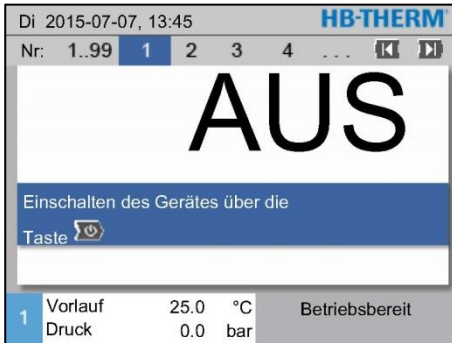 Di 2015-07-07, 13:45 HB-THERM
Nr: 1..99 1 2 3 4 ...
AUS
Einschalten des Gerätes über die
Taste
1 Vorlauf 25.0 °C Betriebsbereit
Druck 0.0 bar